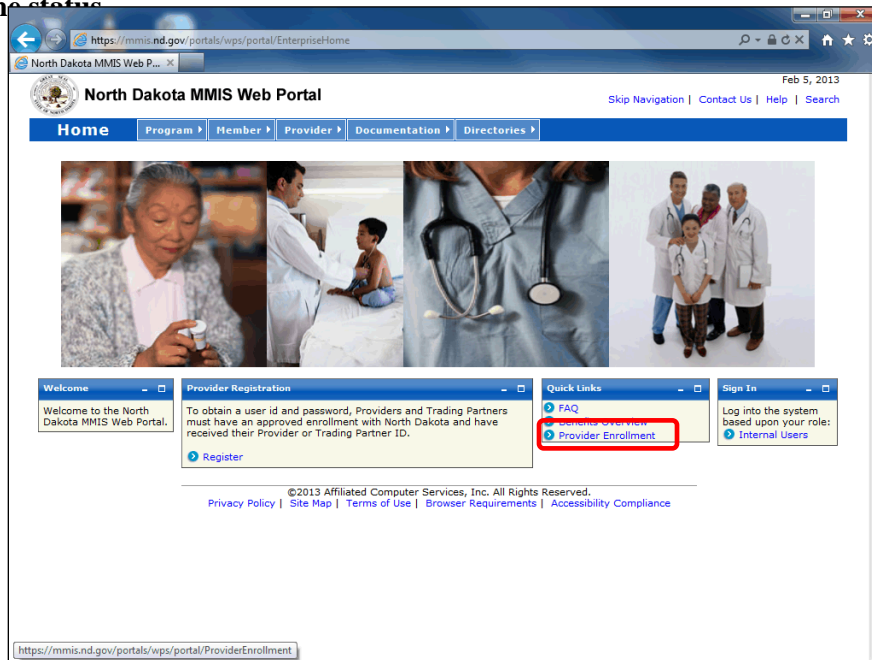 the status
https://mmis.nd.gov/portals/wps/portal/EnterpriseHome
North Dakota MMIS Web P...
Feb 5, 2013
North Dakota MMIS Web Portal
Skip Navigation | Contact Us | Help | Search
Home Program Member Provider Documentation Directories
Welcome
Welcome to the North
Dakota MMIS Web Portal.
Provider Registration
To obtain a user id and password, Providers and Trading Partners
must have an approved enrollment with North Dakota and have
received their Provider or Trading Partner ID.
Register
Quick Links
FAQ
Benefits Overview
Provider Enrollment
Sign In
Log into the system
based upon your role:
Internal Users
©2013 Affiliated Computer Services, Inc. All Rights Reserved.
Privacy Policy | Site Map | Terms of Use | Browser Requirements | Accessibility Compliance
https://mmis.nd.gov/portals/wps/portal/ProviderEnrollment